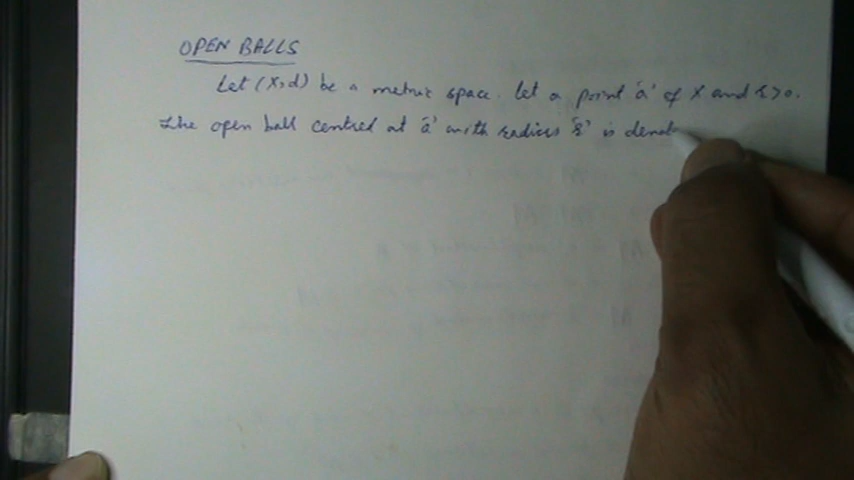 OPEN BALLS
Let (X,d) be a metric space. Let a point 'a' of X and r>0.
The open ball centred at 'a' with radius 'r' is denot